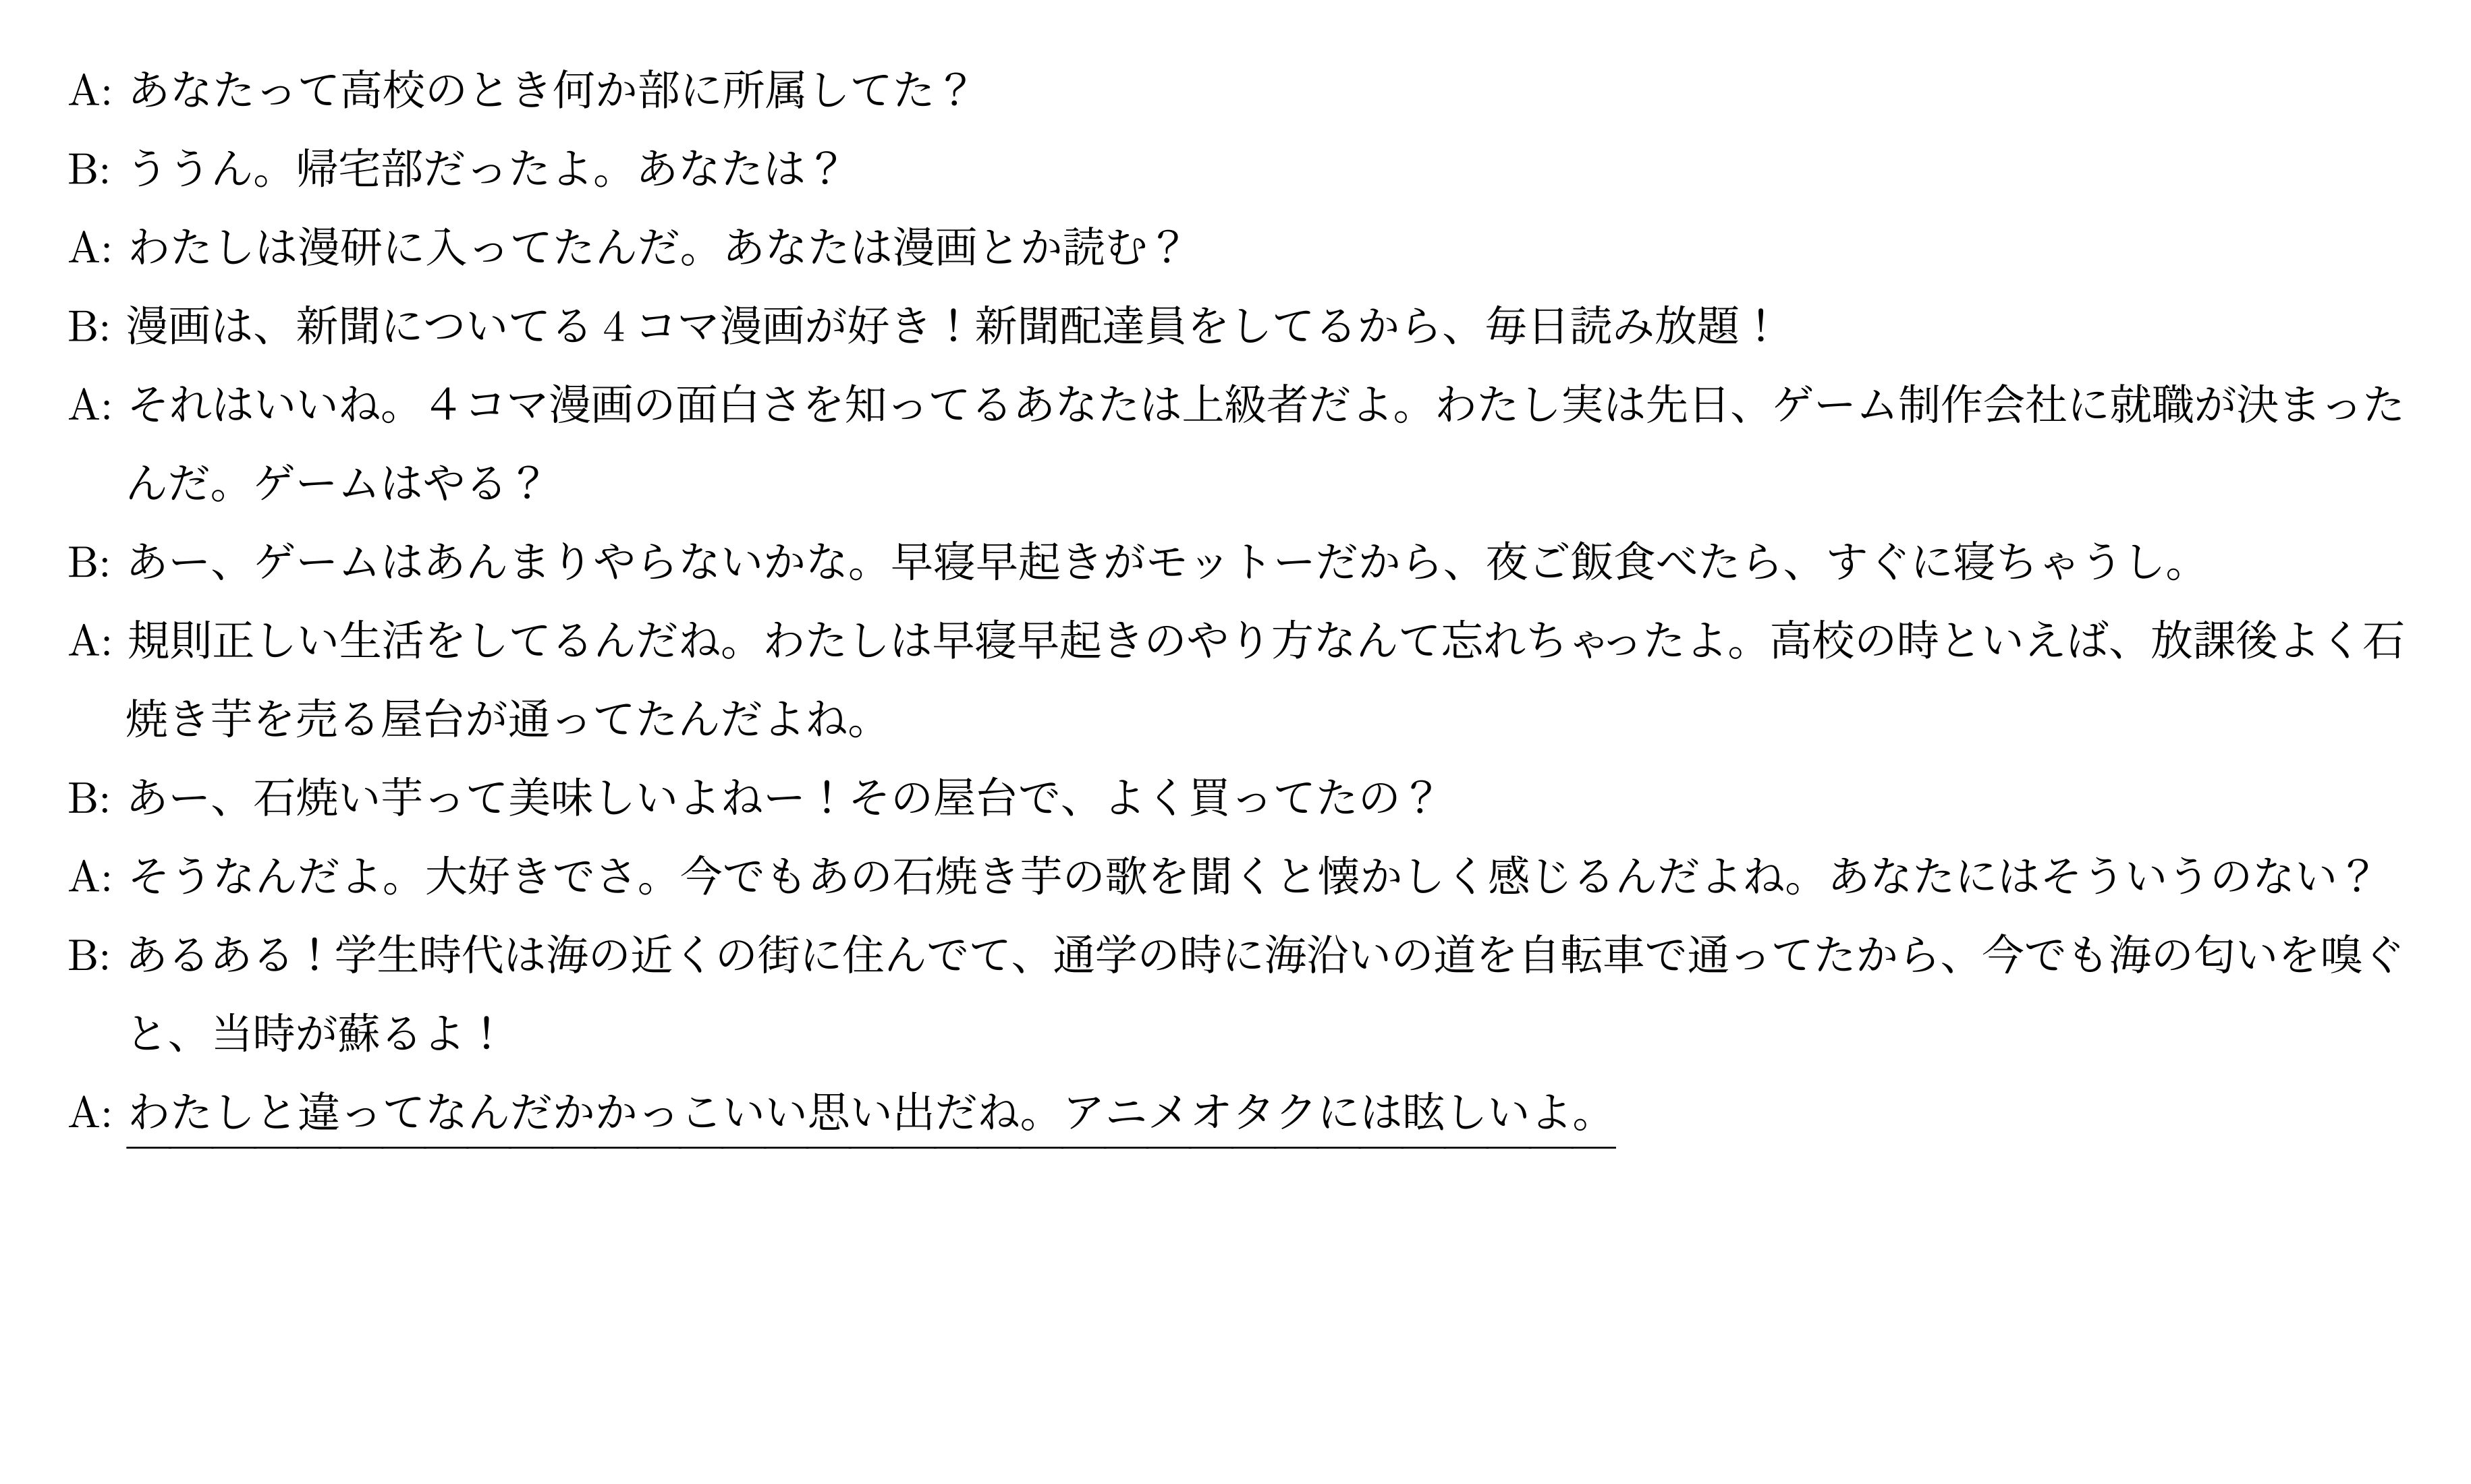 A: あなたって高校のとき何か部に所属してた？
B: ううん。帰宅部だったよ。あなたは？
A: わたしは漫研に入ってたんだ。あなたは漫画とか読む？
B: 漫画は、新聞についてる 4 コマ漫画が好き！新聞配達員をしてるから、毎日読み放題！
A: それはいいね。４コマ漫画の面白さを知ってるあなたは上級者だよ。わたし実は先日、ゲーム制作会社に就職が決まった
んだ。ゲームはやる？
B: あー、ゲームはあんまりやらないかな。早寝早起きがモットーだから、夜ご飯食べたら、すぐに寝ちゃうし。
A: 規則正しい生活をしてるんだね。わたしは早寝早起きのやり方なんて忘れちゃったよ。高校の時といえば、放課後よく石
焼き芋を売る屋台が通ってたんだよね。
B: あー、石焼い芋って美味しいよねー！その屋台で、よく買ってたの？
A: そうなんだよ。大好きでさ。今でもあの石焼き芋の歌を聞くと懐かしく感じるんだよね。あなたにはそういうのない？
B: あるある！学生時代は海の近くの街に住んでて、通学の時に海沿いの道を自転車で通ってたから、今でも海の匂いを嗅ぐ
と、当時が蘇るよ！
A: わたしと違ってなんだかかっこいい思い出だね。アニメオタクには眩しいよ。